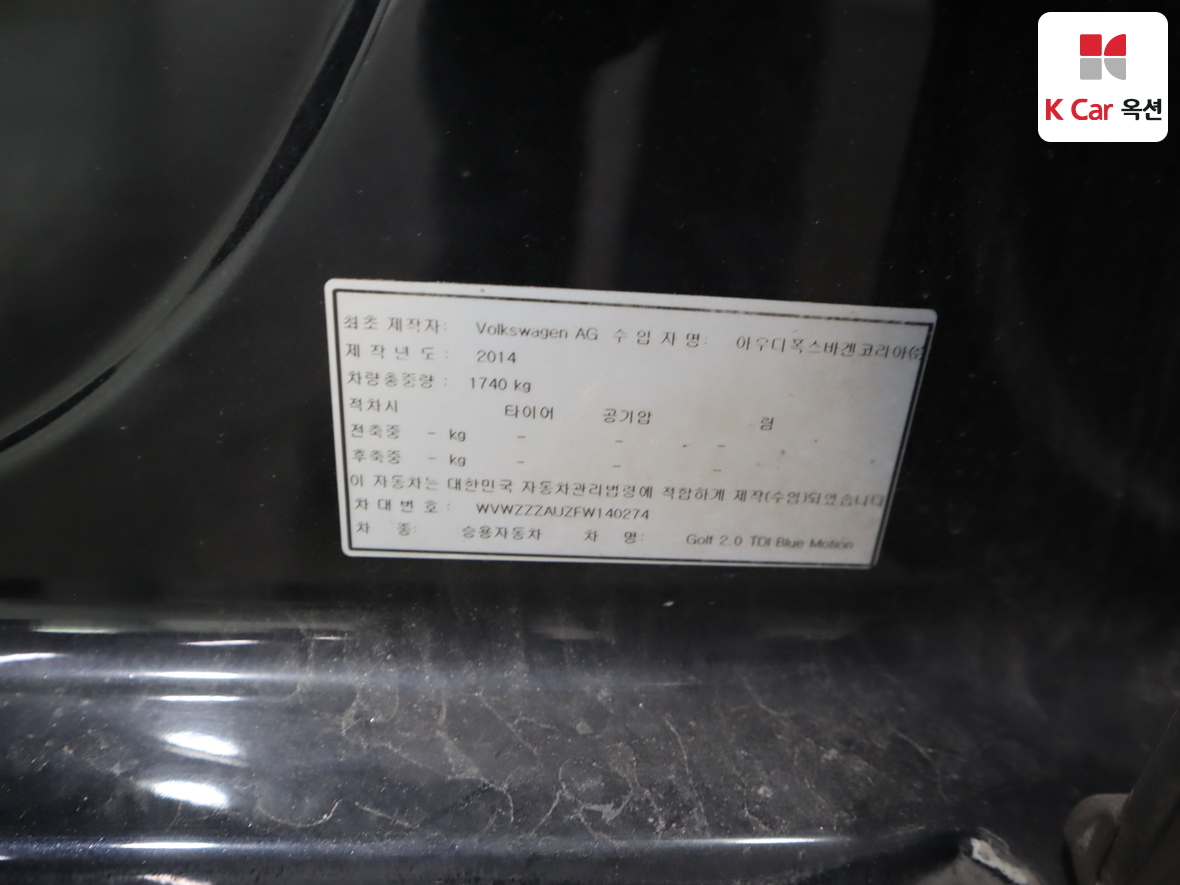 K Car 옥션
최초 제작자: Volkswagen AG 수 입 자 명: 아우디폭스바겐코리아㈜
제 작 년 도 : 2014
차량총중량 : 1740 kg
적차시 타이어 공기압 림
전축중 - kg - - -
후축중 - kg - - -
이 자동차는 대한민국 자동차관리법령에 적합하게 제작(수입)되었습니다
차 대 번 호 : WVWZZZAUZFW140274
차 종: 승용자동차 차 명: Golf 2.0 TDI Blue Motion